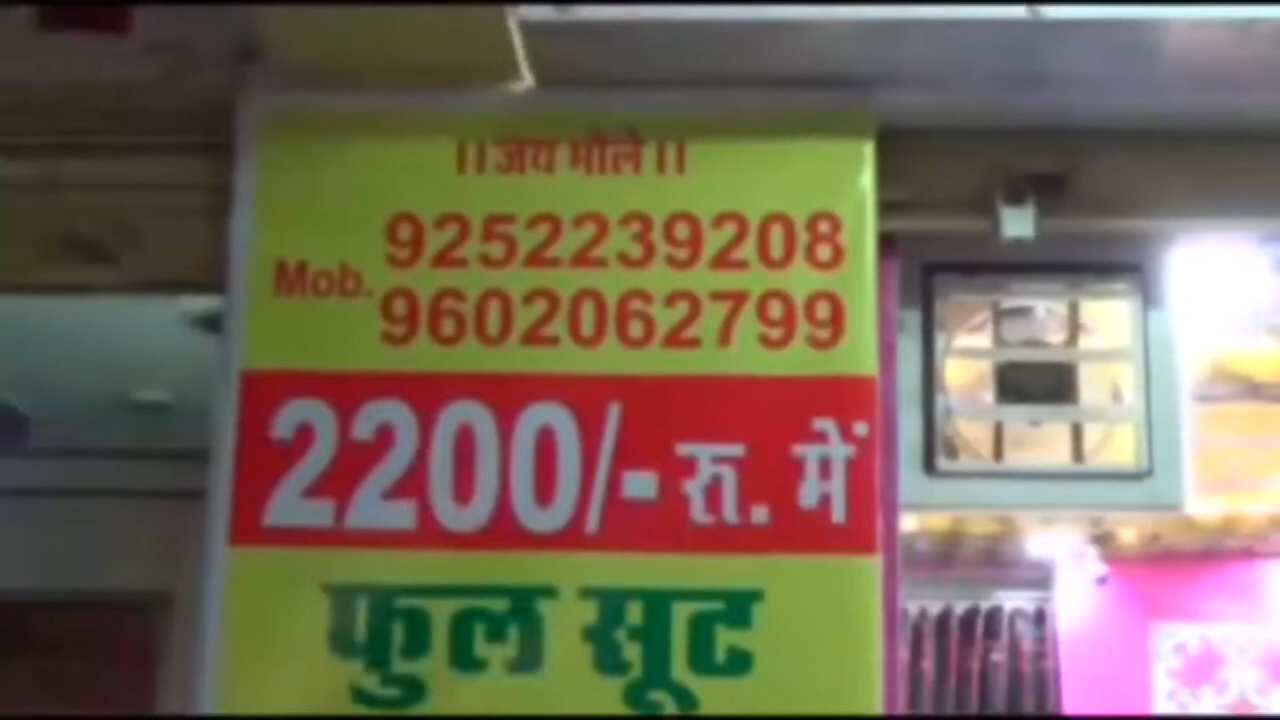 ।।जय भोले।।
9252239208
Mob.
9602062799
2200/- रु. में
फुल सूट